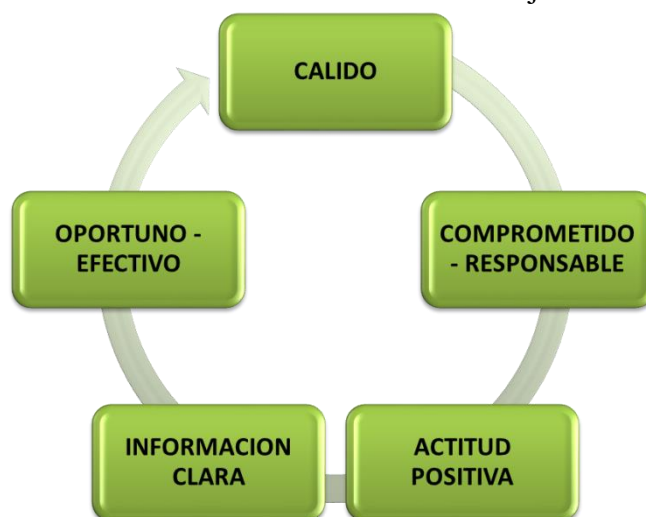 CALIDO
COMPROMETIDO
- RESPONSABLE
ACTITUD
POSITIVA
INFORMACION
CLARA
OPORTUNO -
EFECTIVO